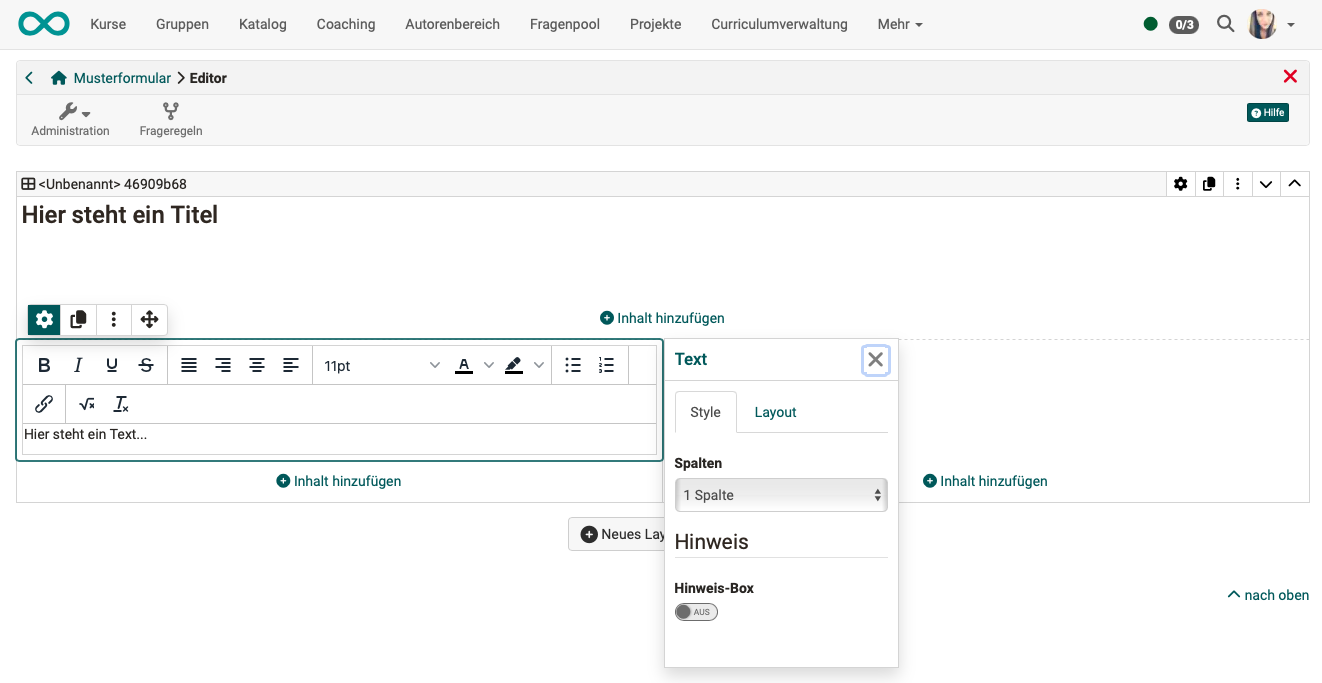 Kurse Gruppen Katalog Coaching Autorenbereich Fragenpool Projekte Curriculumverwaltung Mehr 0/3
Musterformular Editor
Administration Frageregeln Hilfe
<Unbenannt> 46909b68
Hier steht ein Titel
Inhalt hinzufügen
B I U S 11pt A
Text
Hier steht ein Text...
Style Layout
Spalten
1 Spalte
Inhalt hinzufügen
Inhalt hinzufügen
Neues Lay
Hinweis
Hinweis-Box
AUS
nach oben